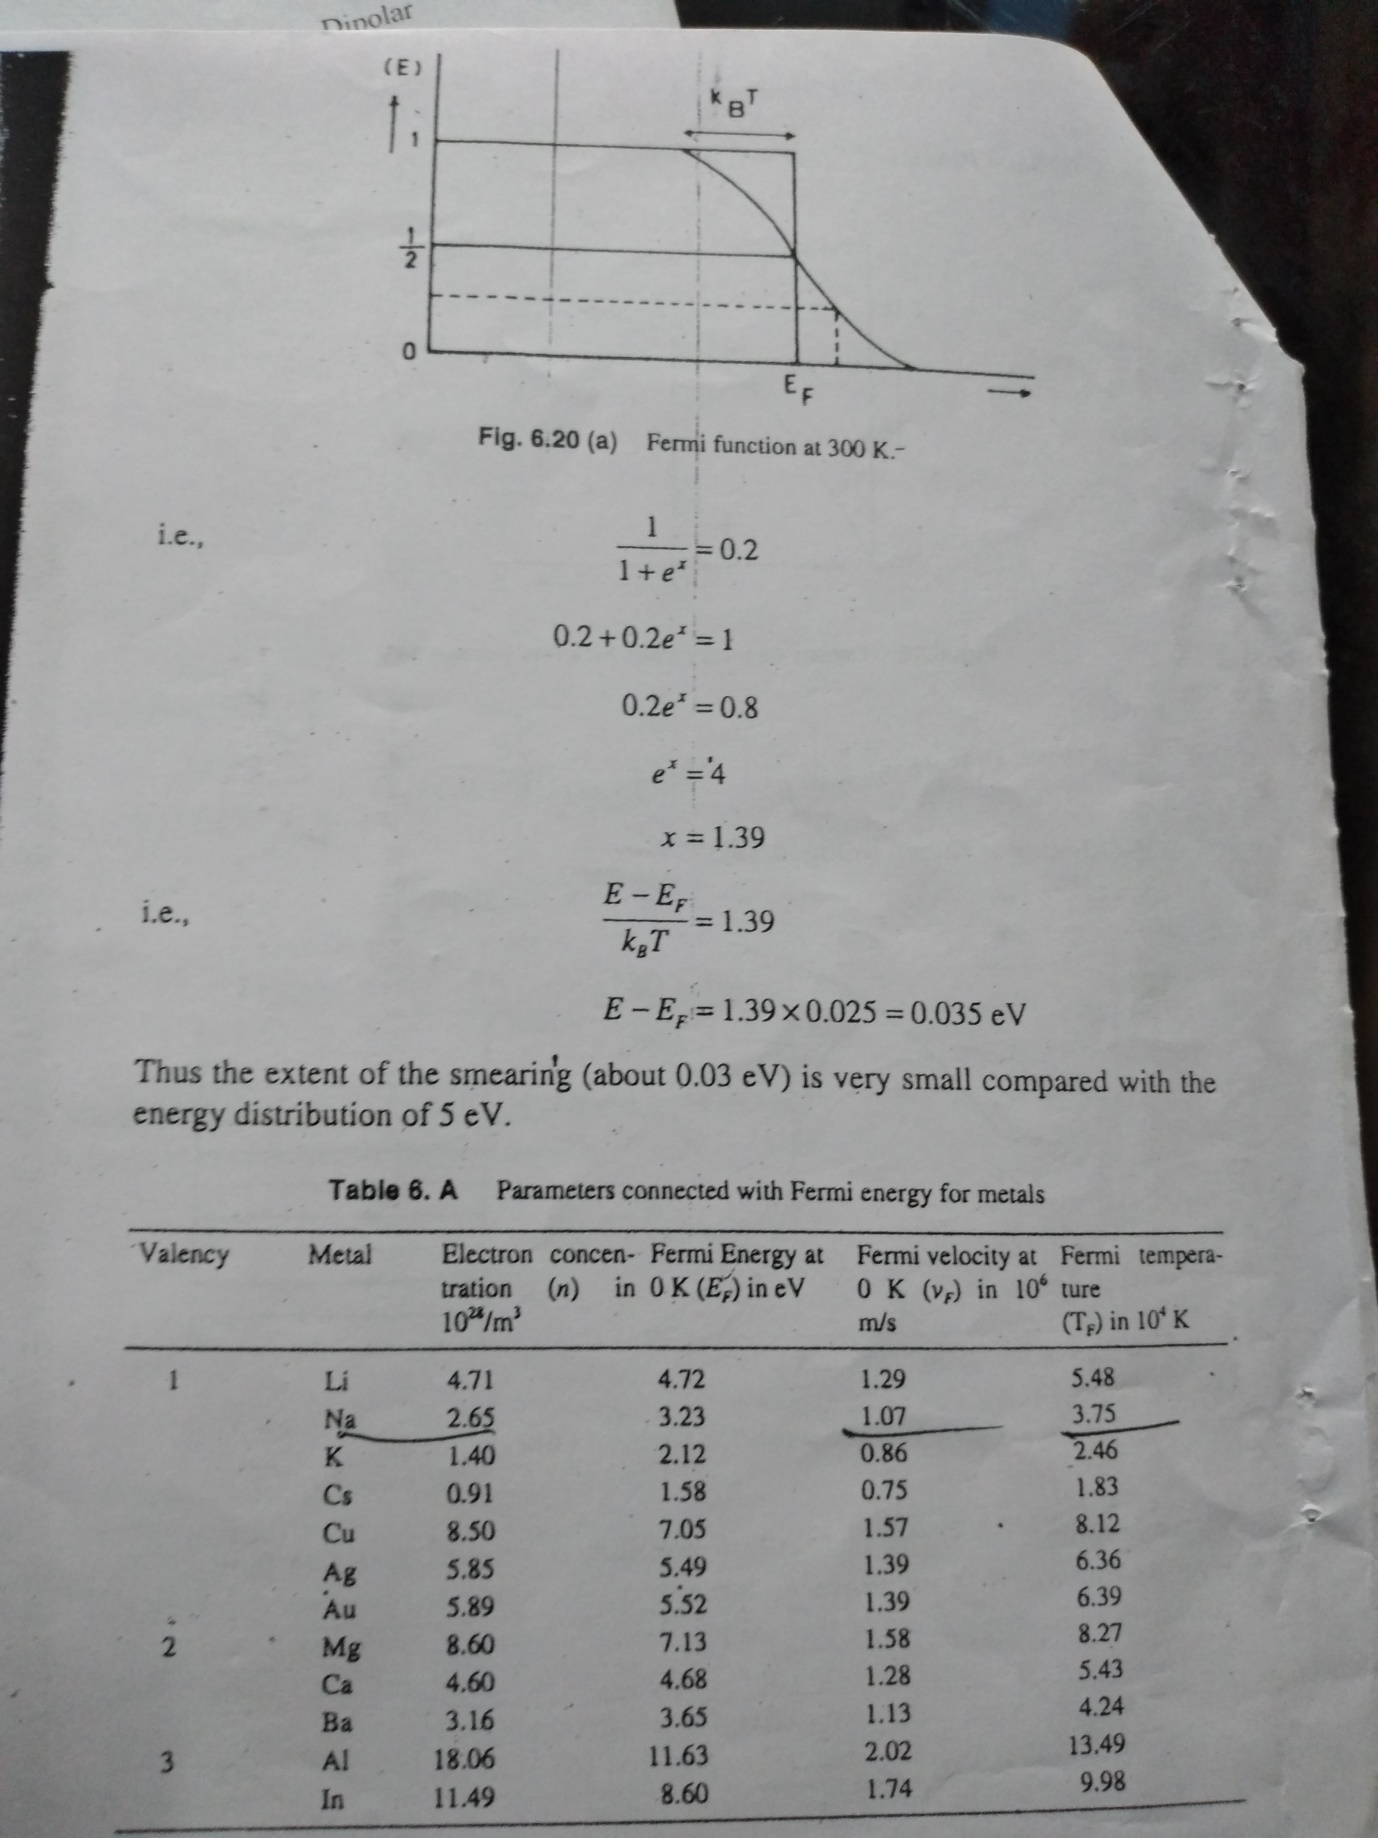 Dipolar
(E)
k_B T
1
1/2
0
E_F
Fig. 6.20 (a) Fermi function at 300 K.-
i.e., 1/(1 + e^x) = 0.2
0.2 + 0.2e^x = 1
0.2e^x = 0.8
e^x = 4
x = 1.39
i.e., (E − E_F)/(k_B T) = 1.39
E − E_F = 1.39 × 0.025 = 0.035 eV
Thus the extent of the smearing (about 0.03 eV) is very small compared with the
energy distribution of 5 eV.
Table 6. A Parameters connected with Fermi energy for metals
Valency Metal Electron concen- Fermi Energy at Fermi velocity at Fermi tempera-
tration (n) in 0 K (E_F) in eV 0 K (v_F) in 10^6 ture
10^28/m^3 m/s (T_F) in 10^4 K
1 Li 4.71 4.72 1.29 5.48
Na 2.65 3.23 1.07 3.75
K 1.40 2.12 0.86 2.46
Cs 0.91 1.58 0.75 1.83
Cu 8.50 7.05 1.57 8.12
Ag 5.85 5.49 1.39 6.36
Au 5.89 5.52 1.39 6.39
2 Mg 8.60 7.13 1.58 8.27
Ca 4.60 4.68 1.28 5.43
Ba 3.16 3.65 1.13 4.24
3 Al 18.06 11.63 2.02 13.49
In 11.49 8.60 1.74 9.98